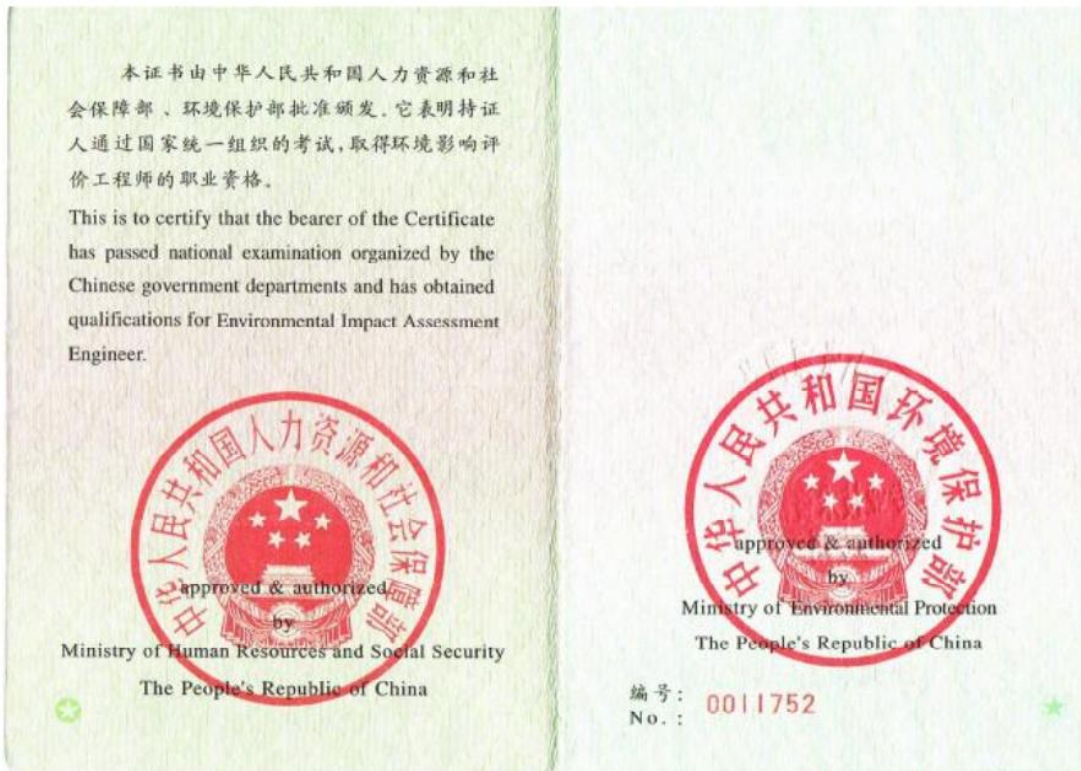 本证书由中华人民共和国人力资源和社
会保障部、环境保护部批准颁发。它表明持证
人通过国家统一组织的考试,取得环境影响评
价工程师的职业资格。
This is to certify that the bearer of the Certificate
has passed national examination organized by the
Chinese government departments and has obtained
qualifications for Environmental Impact Assessment
Engineer.
中华人民共和国人力资源和社会保障部
approved & authorized
by
Ministry of Human Resources and Social Security
The People's Republic of China
中华人民共和国环境保护部
approved & authorized
by
Ministry of Environmental Protection
The People's Republic of China
编号:
No.: 0011752